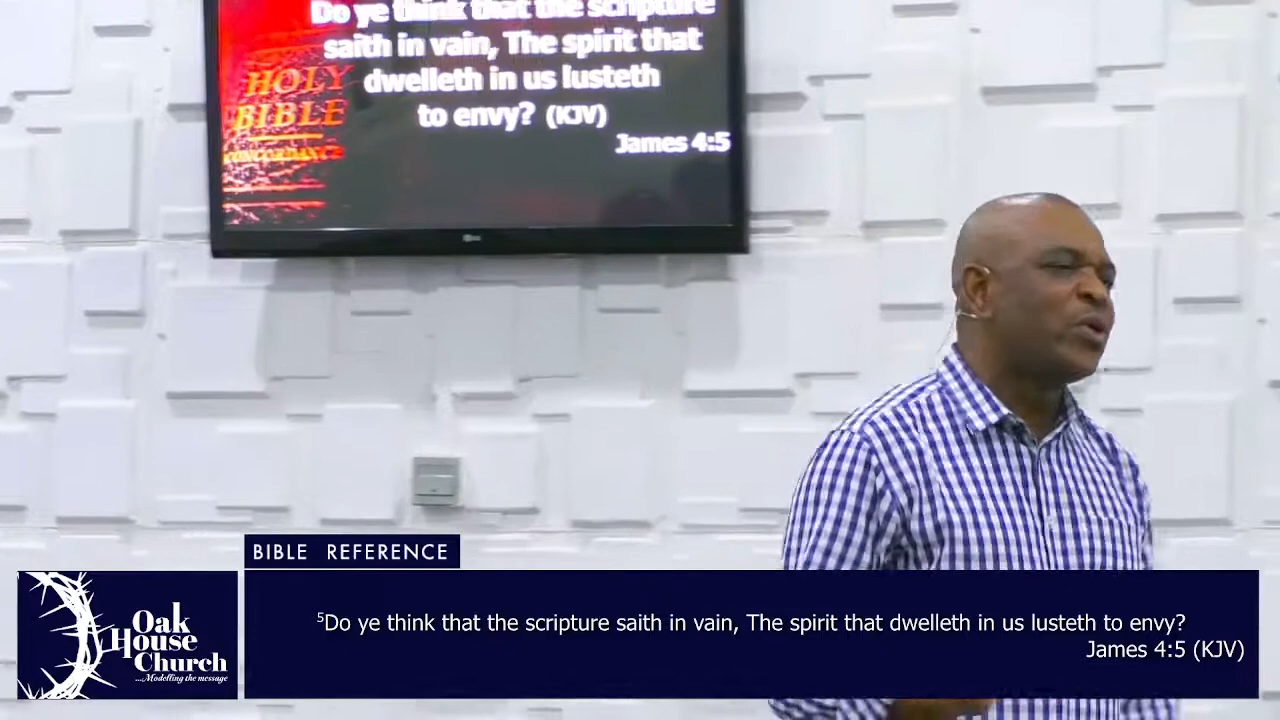 Do ye think that the scripture
saith in vain, The spirit that
dwelleth in us lusteth
to envy? (KJV)
James 4:5
HOLY
BIBLE
CONCORDANCE
BIBLE REFERENCE
5Do ye think that the scripture saith in vain, The spirit that dwelleth in us lusteth to envy?
James 4:5 (KJV)
Oak
House
Church
...Modelling the message